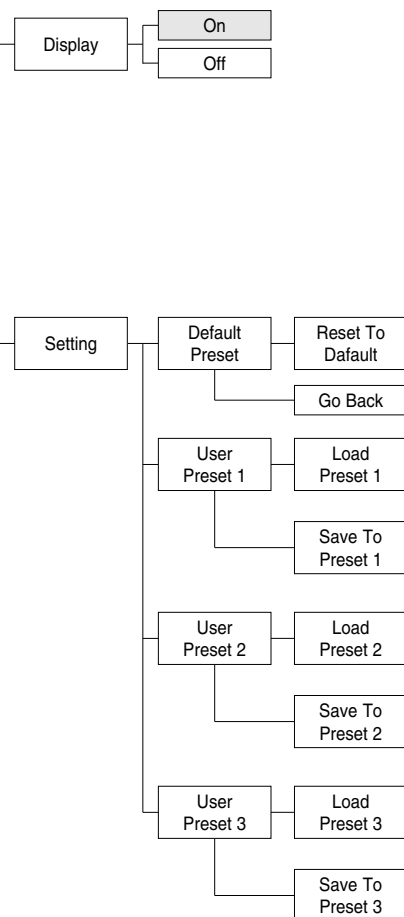 Display
On
Off
Setting
Default
Preset
Reset To
Dafault
Go Back
User
Preset 1
Load
Preset 1
Save To
Preset 1
User
Preset 2
Load
Preset 2
Save To
Preset 2
User
Preset 3
Load
Preset 3
Save To
Preset 3